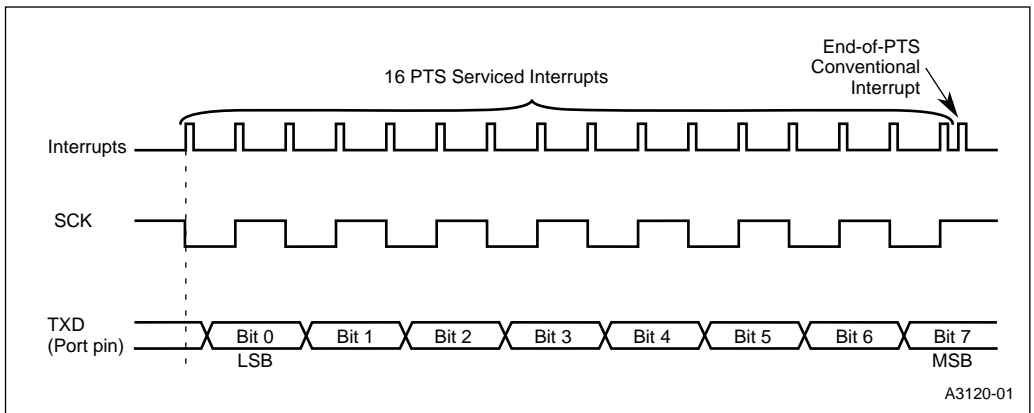 End-of-PTS
Conventional
Interrupt
16 PTS Serviced Interrupts
Interrupts
SCK
TXD
(Port pin)
Bit 0
Bit 1
Bit 2
Bit 3
Bit 4
Bit 5
Bit 6
Bit 7
LSB
MSB
A3120-01